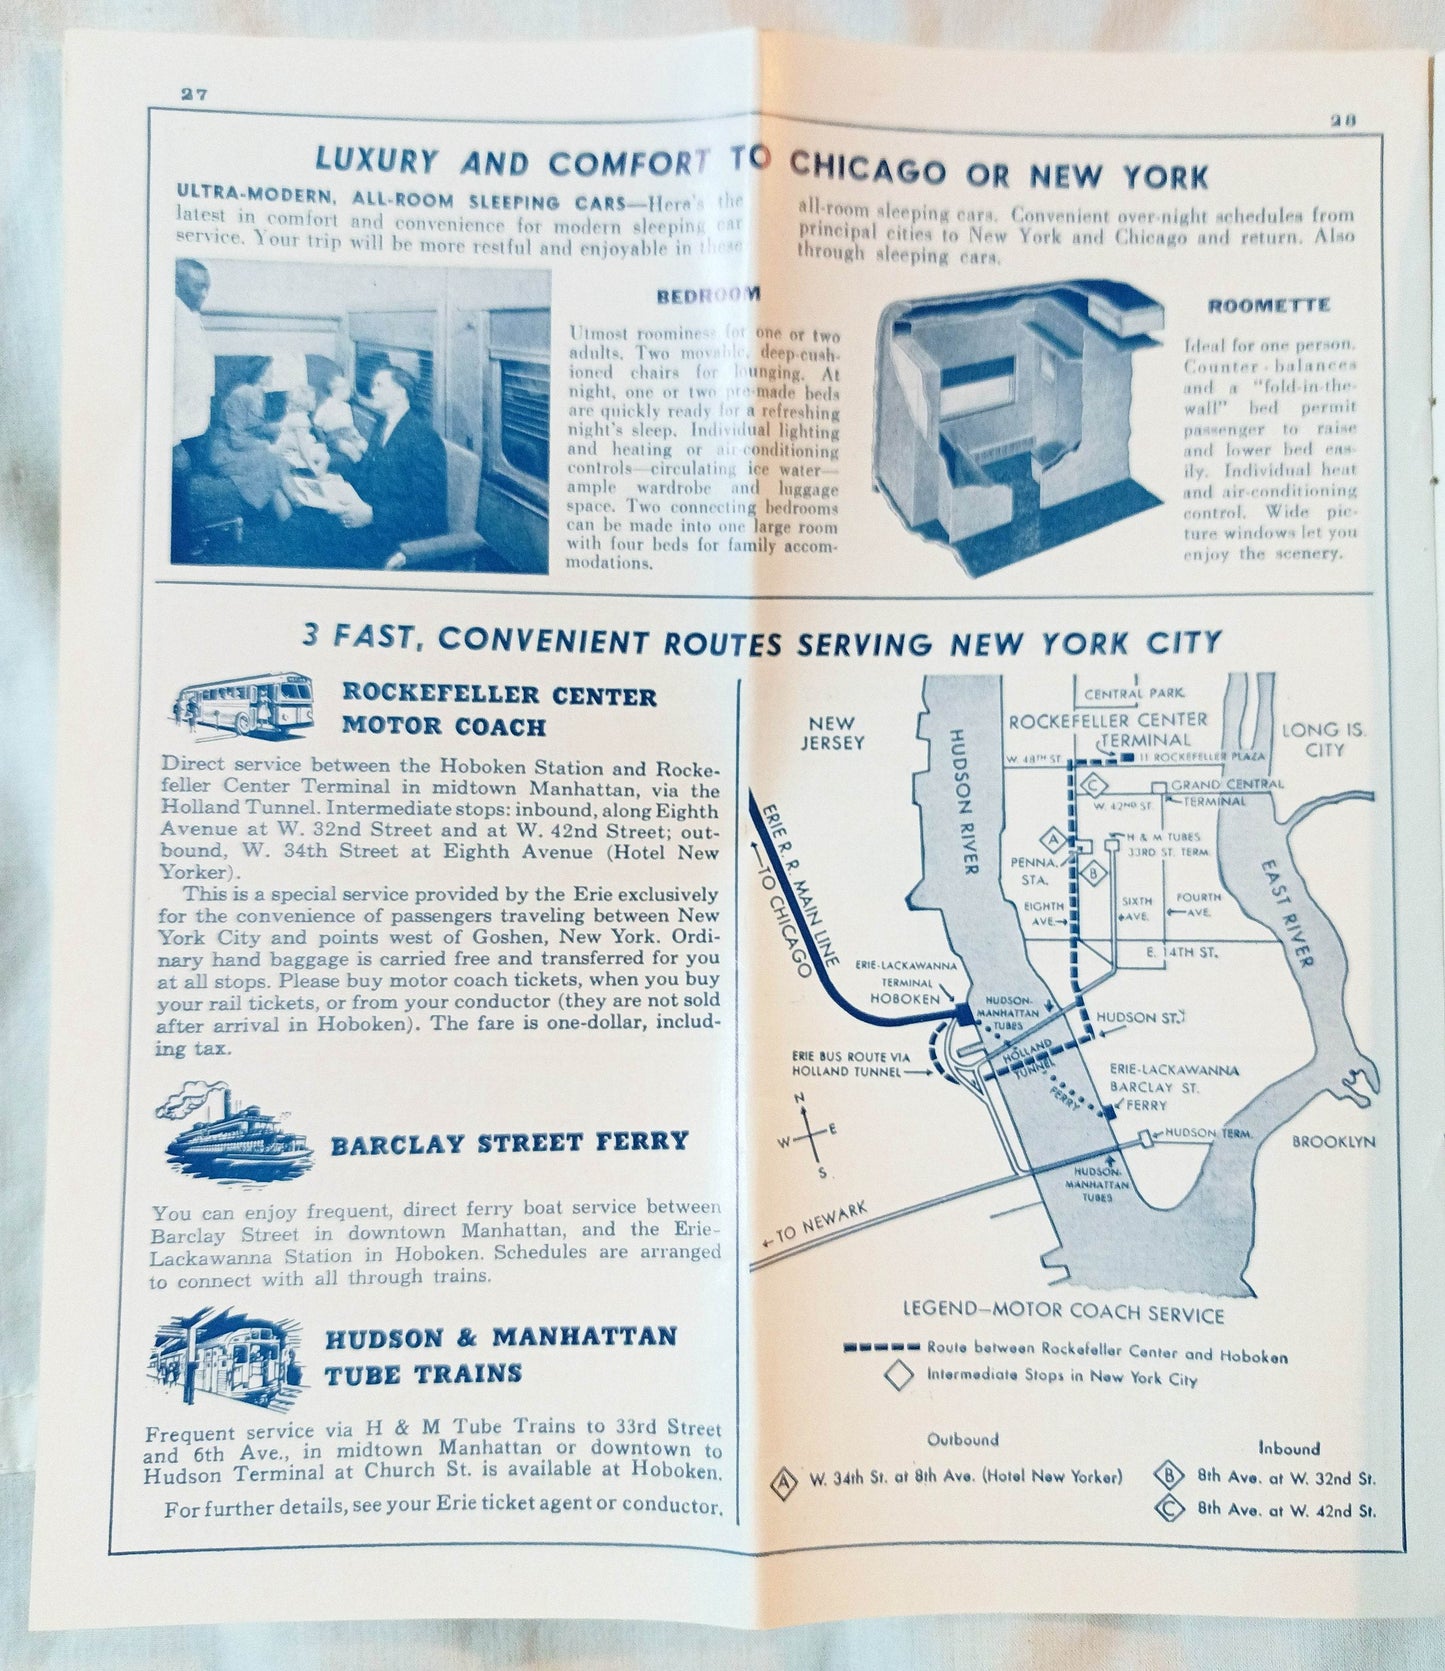 27
28
LUXURY AND COMFORT TO CHICAGO OR NEW YORK
ULTRA-MODERN, ALL-ROOM SLEEPING CARS—Here's the
latest in comfort and convenience for modern sleeping car
service. Your trip will be more restful and enjoyable in these
all-room sleeping cars. Convenient over-night schedules from
principal cities to New York and Chicago and return. Also
through sleeping cars.
BEDROOM
Utmost roominess for one or two
adults. Two movable, deep-cush-
ioned chairs for lounging. At
night, one or two pre-made beds
are quickly ready for a refreshing
night's sleep. Individual lighting
and heating or air-conditioning
controls—circulating ice water—
ample wardrobe and luggage
space. Two connecting bedrooms
can be made into one large room
with four beds for family accom-
modations.
ROOMETTE
Ideal for one person.
Counter-balances
and a "fold-in-the-
wall" bed permit
passenger to raise
and lower bed eas-
ily. Individual heat
and air-conditioning
control. Wide pic-
ture windows let you
enjoy the scenery.
3 FAST, CONVENIENT ROUTES SERVING NEW YORK CITY
ROCKEFELLER CENTER
MOTOR COACH
Direct service between the Hoboken Station and Rocke-
feller Center Terminal in midtown Manhattan, via the
Holland Tunnel. Intermediate stops: inbound, along Eighth
Avenue at W. 32nd Street and at W. 42nd Street; out-
bound, W. 34th Street at Eighth Avenue (Hotel New
Yorker).
This is a special service provided by the Erie exclusively
for the convenience of passengers traveling between New
York City and points west of Goshen, New York. Ordi-
nary hand baggage is carried free and transferred for you
at all stops. Please buy motor coach tickets, when you buy
your rail tickets, or from your conductor (they are not sold
after arrival in Hoboken). The fare is one-dollar, includ-
ing tax.
BARCLAY STREET FERRY
You can enjoy frequent, direct ferry boat service between
Barclay Street in downtown Manhattan, and the Erie-
Lackawanna Station in Hoboken. Schedules are arranged
to connect with all through trains.
HUDSON & MANHATTAN
TUBE TRAINS
Frequent service via H & M Tube Trains to 33rd Street
and 6th Ave., in midtown Manhattan or downtown to
Hudson Terminal at Church St. is available at Hoboken.
For further details, see your Erie ticket agent or conductor.
NEW
JERSEY
HUDSON RIVER
CENTRAL PARK
ROCKEFELLER CENTER
TERMINAL
11 ROCKEFELLER PLAZA
W. 48TH ST.
LONG IS.
CITY
C
GRAND CENTRAL
TERMINAL
W. 42ND ST.
A
H & M TUBES
33RD ST. TERM.
PENNA.
STA.
B
EIGHTH
AVE.
SIXTH
AVE.
FOURTH
AVE.
EAST RIVER
E. 14TH ST.
ERIE R. R. MAIN LINE
TO CHICAGO
ERIE-LACKAWANNA
TERMINAL
HOBOKEN
HUDSON-
MANHATTAN
TUBES
HUDSON ST.
HOLLAND
TUNNEL
ERIE BUS ROUTE VIA
HOLLAND TUNNEL
FERRY
ERIE-LACKAWANNA
BARCLAY ST.
FERRY
N
W E
S
HUDSON TERM.
BROOKLYN
HUDSON-
MANHATTAN
TUBES
TO NEWARK
LEGEND—MOTOR COACH SERVICE
Route between Rockefeller Center and Hoboken
Intermediate Stops in New York City
Outbound
Inbound
A W. 34th St. at 8th Ave. (Hotel New Yorker)
B 8th Ave. at W. 32nd St.
C 8th Ave. at W. 42nd St.